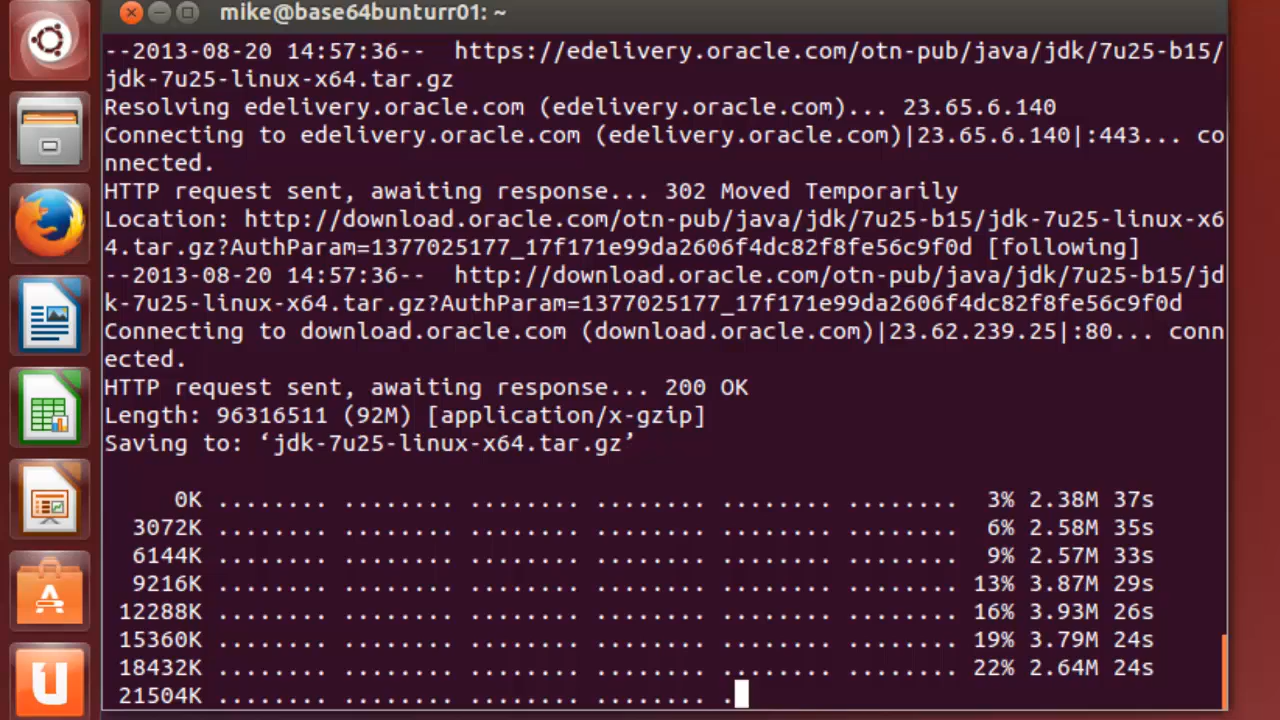 mike@base64bunturr01: ~
--2013-08-20 14:57:36--  https://edelivery.oracle.com/otn-pub/java/jdk/7u25-b15/
jdk-7u25-linux-x64.tar.gz
Resolving edelivery.oracle.com (edelivery.oracle.com)... 23.65.6.140
Connecting to edelivery.oracle.com (edelivery.oracle.com)|23.65.6.140|:443... co
nnected.
HTTP request sent, awaiting response... 302 Moved Temporarily
Location: http://download.oracle.com/otn-pub/java/jdk/7u25-b15/jdk-7u25-linux-x6
4.tar.gz?AuthParam=1377025177_17f171e99da2606f4dc82f8fe56c9f0d [following]
--2013-08-20 14:57:36--  http://download.oracle.com/otn-pub/java/jdk/7u25-b15/jd
k-7u25-linux-x64.tar.gz?AuthParam=1377025177_17f171e99da2606f4dc82f8fe56c9f0d
Connecting to download.oracle.com (download.oracle.com)|23.62.239.25|:80... conn
ected.
HTTP request sent, awaiting response... 200 OK
Length: 96316511 (92M) [application/x-gzip]
Saving to: ‘jdk-7u25-linux-x64.tar.gz’
0K ........ ........ ........ ........ ........ ........  3% 2.38M 37s
3072K ........ ........ ........ ........ ........ ........  6% 2.58M 35s
6144K ........ ........ ........ ........ ........ ........  9% 2.57M 33s
9216K ........ ........ ........ ........ ........ ........ 13% 3.87M 29s
12288K ........ ........ ........ ........ ........ ........ 16% 3.93M 26s
15360K ........ ........ ........ ........ ........ ........ 19% 3.79M 24s
18432K ........ ........ ........ ........ ........ ........ 22% 2.64M 24s
21504K ........ ........ ........ ........ .